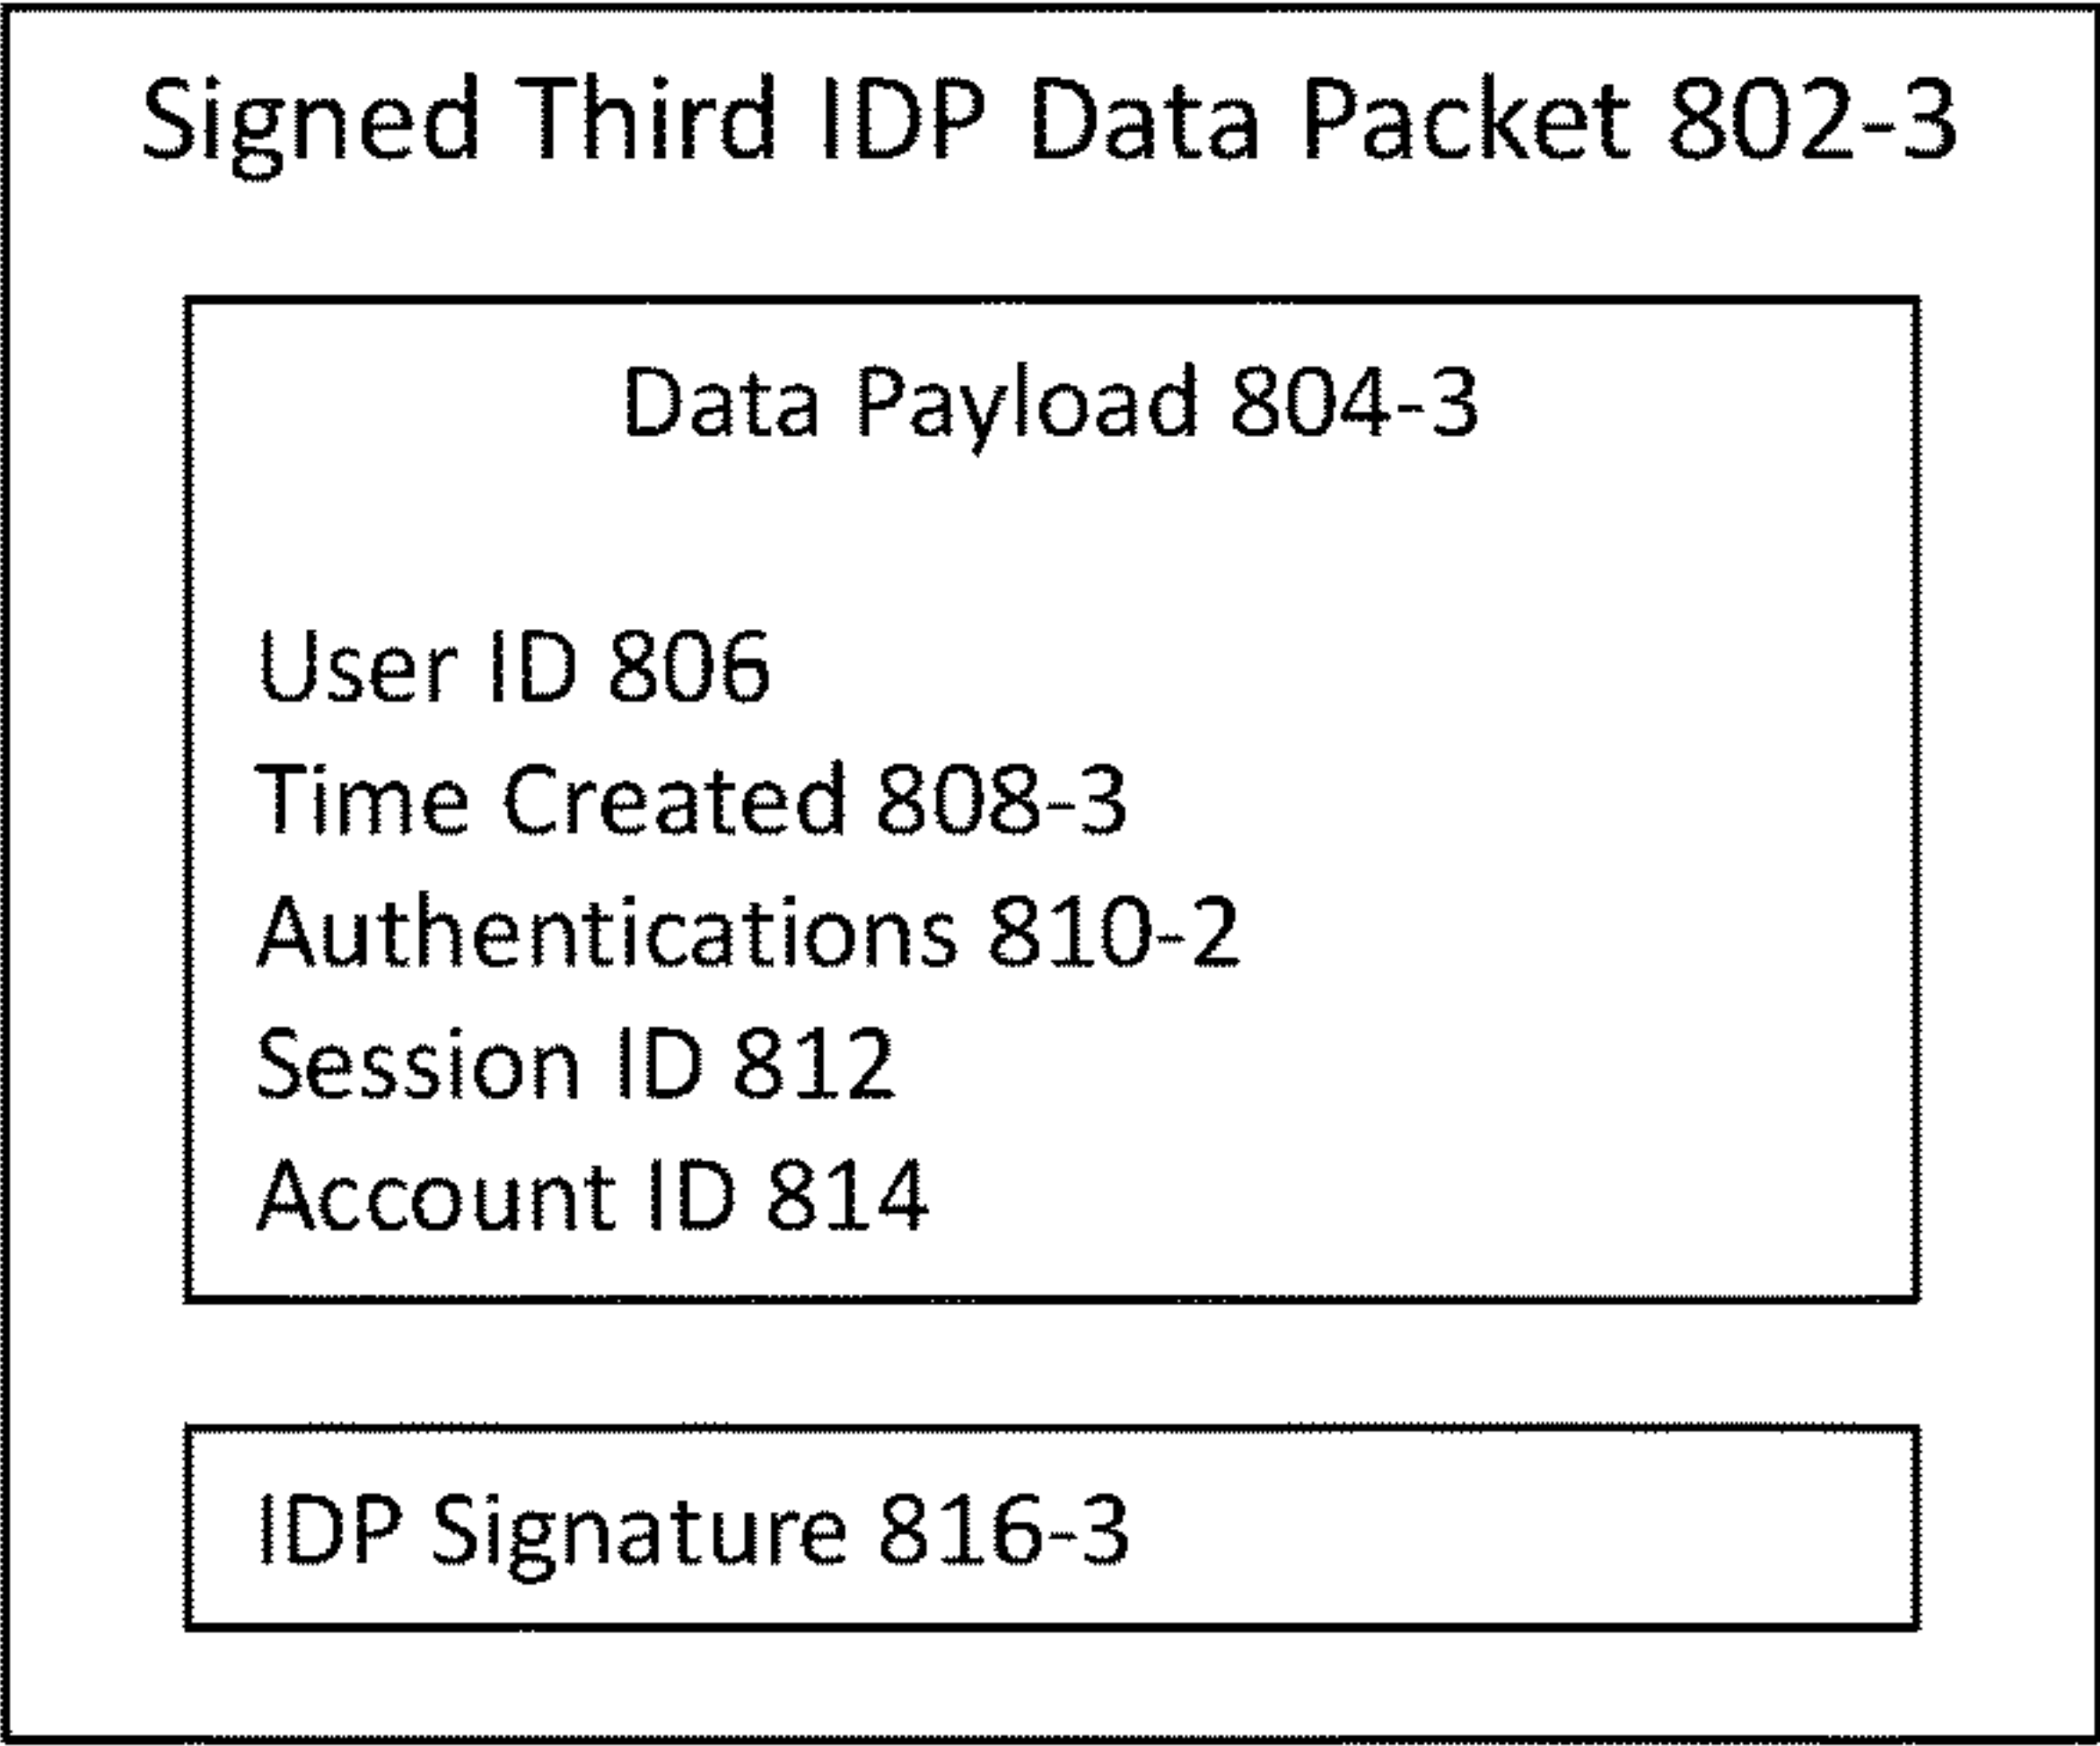 Signed Third IDP Data Packet 802-3
Data Payload 804-3
User ID 806
Time Created 808-3
Authentications 810-2
Session ID 812
Account ID 814
IDP Signature 816-3